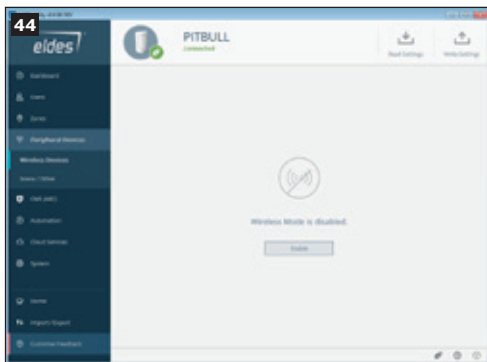 44
eldes
PITBULL
connected
Read Settings
Write Settings
Dashboard
Users
Zones
Peripheral Devices
Wireless Devices
Automation
Cloud Services
System
Home
Import / Export
Customer Feedback
Wireless Mode is disabled.
Enable